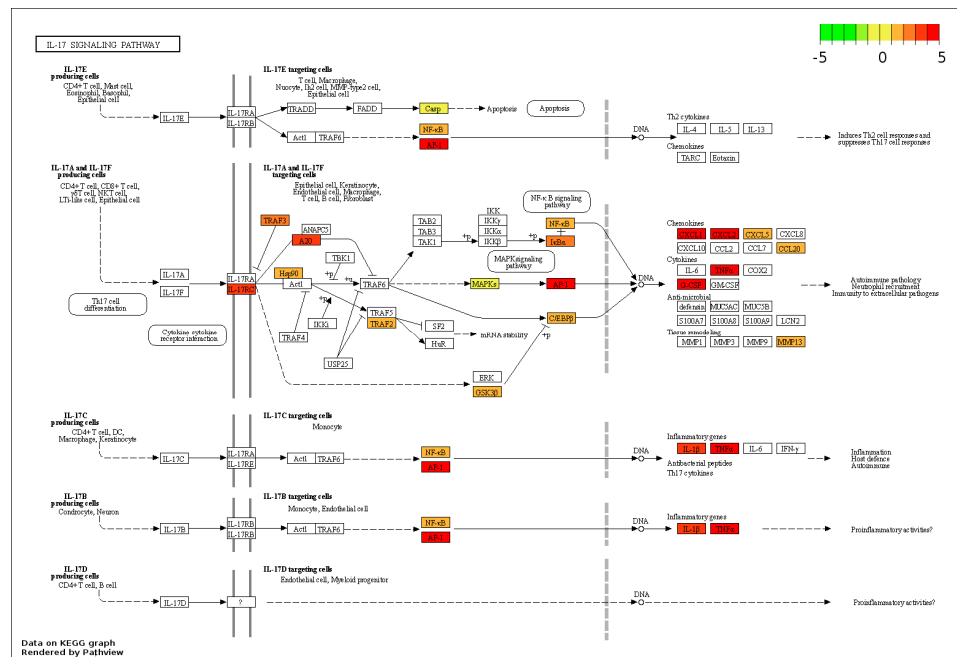 IL-17 SIGNALING PATHWAY
-5 0 5
IL-17E
producing cells
CD4+ T cell, Mast cell,
Eosinophil, Basophil,
Epithelial cell
IL-17E targeting cells
T cell, Macrophage,
Nuocyte, Ih2 cell, MMP-type2 cell,
Epithelial cell
IL-17E
IL-17RA
IL-17RB
TRADD
FADD
Casp
Apoptosis
Apoptosis
Act1 TRAF6
NF-κB
AP-1
DNA
Th2 cytokines
IL-4 IL-5 IL-13
Chemokines
TARC Eotaxin
Induces Th2 cell responses and
suppresses Th17 cell responses
IL-17A and IL-17F
producing cells
CD4+ T cell, CD8+ T cell,
γδT cell, NKT cell,
LTi-like cell, Epithelial cell
IL-17A and IL-17F
targeting cells
Epithelial cell, Keratinocyte,
Endothelial cell, Macrophage,
T cell, B cell, Fibroblast
TRAF3
ANAPC5
A20
TBK1
Hsp90
Act1
TRAF6
+p
+u
+u
+p
IL-17A
IL-17F
IL-17RA
IL-17RC
Th17 cell
differentiation
Cytokine-cytokine
receptor interaction
TRAF4
IKKi
USP25
TRAF5
TRAF2
SF2
HuR
mRNA stability
TAB2
TAB3
TAK1
+p
IKK
IKKγ
IKKα
IKKβ
+p
NF-κB signaling
pathway
NF-κB
IκBα
MAPK signaling
pathway
MAPKs
AP-1
C/EBPβ
+p
ERK
GSK3β
DNA
Chemokines
CXCL1 CXCL2 CXCL5 CXCL8
CXCL10 CCL2 CCL7 CCL20
Cytokines
IL-6 TNFα COX2
G-CSF GM-CSF
Anti-microbial
defensin MUC5AC MUC5B
S100A7 S100A8 S100A9 LCN2
Tissue remodeling
MMP1 MMP3 MMP9 MMP13
Autoimmune pathology
Neutrophil recruitment
Immunity to extracellular pathogens
IL-17C
producing cells
CD4+ T cell, DC,
Macrophage, Keratinocyte
IL-17C targeting cells
Monocyte
IL-17C
IL-17RA
IL-17RE
Act1 TRAF6
NF-κB
AP-1
DNA
Inflammatory genes
IL-1β TNFα IL-6 IFN-γ
Antibacterial peptides
Th17 cytokines
Inflammation
Host defence
Autoimmune
IL-17B
producing cells
Condrocyte, Neuron
IL-17B targeting cells
Monocyte, Endothelial cell
IL-17B
IL-17RB
IL-17RB
Act1 TRAF6
NF-κB
AP-1
DNA
Inflammatory genes
IL-1β TNFα
Proinflammatory activities?
IL-17D
producing cells
CD4+ T cell, B cell
IL-17D targeting cells
Endothelial cell, Myeloid progenitor
IL-17D
?
DNA
Proinflammatory activities?
Data on KEGG graph
Rendered by Pathview